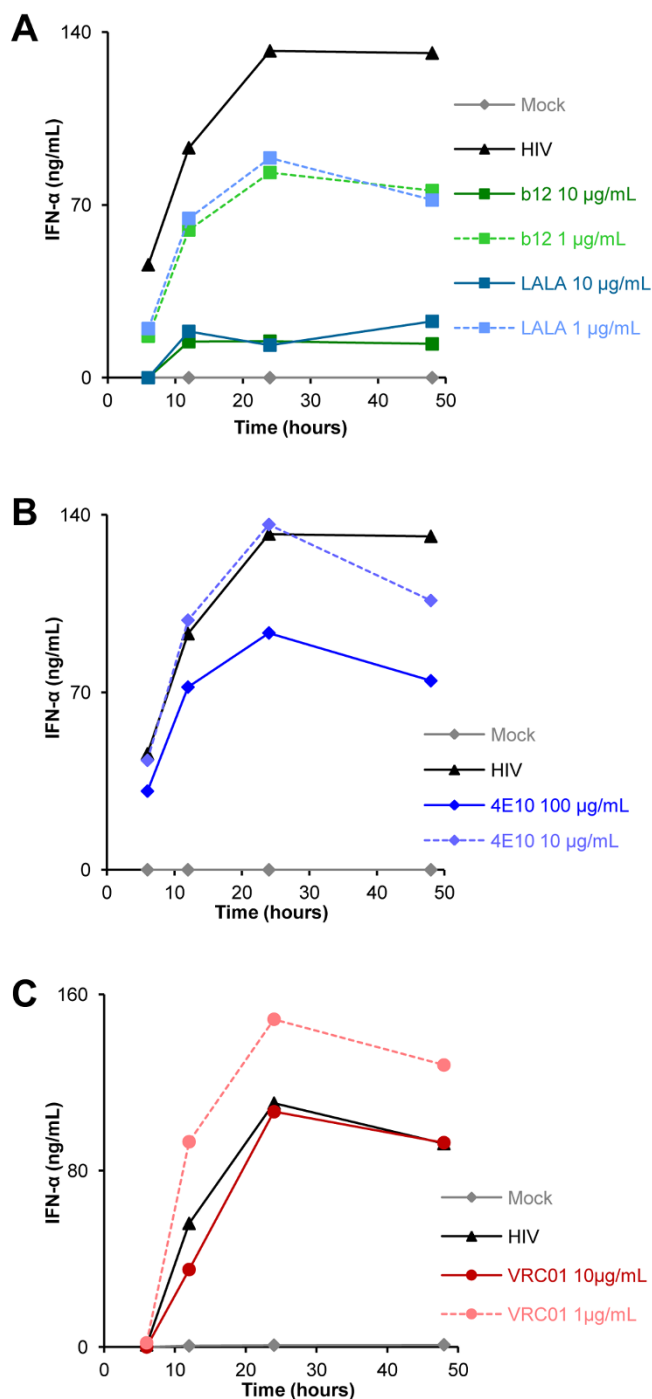 A
140
70
0
IFN-α (ng/mL)
0 10 20 30 40 50
Time (hours)
Mock
HIV
b12 10 µg/mL
b12 1 µg/mL
LALA 10 µg/mL
LALA 1 µg/mL
B
140
70
0
IFN-α (ng/mL)
0 10 20 30 40 50
Time (hours)
Mock
HIV
4E10 100 µg/mL
4E10 10 µg/mL
C
160
80
0
IFN-α (ng/mL)
0 10 20 30 40 50
Time (hours)
Mock
HIV
VRC01 10µg/mL
VRC01 1µg/mL